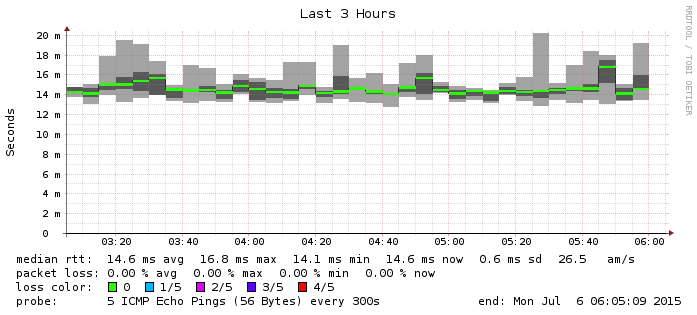 Last 3 Hours
RRDTOOL / TOBI OETIKER
Seconds
20 m
18 m
16 m
14 m
12 m
10 m
8 m
6 m
4 m
2 m
0
03:20 03:40 04:00 04:20 04:40 05:00 05:20 05:40 06:00
median rtt: 14.6 ms avg 16.8 ms max 14.1 ms min 14.6 ms now 0.6 ms sd 26.5 am/s
packet loss: 0.00 % avg 0.00 % max 0.00 % min 0.00 % now
loss color: 0 1/5 2/5 3/5 4/5
probe: 5 ICMP Echo Pings (56 Bytes) every 300s end: Mon Jul 6 06:05:09 2015